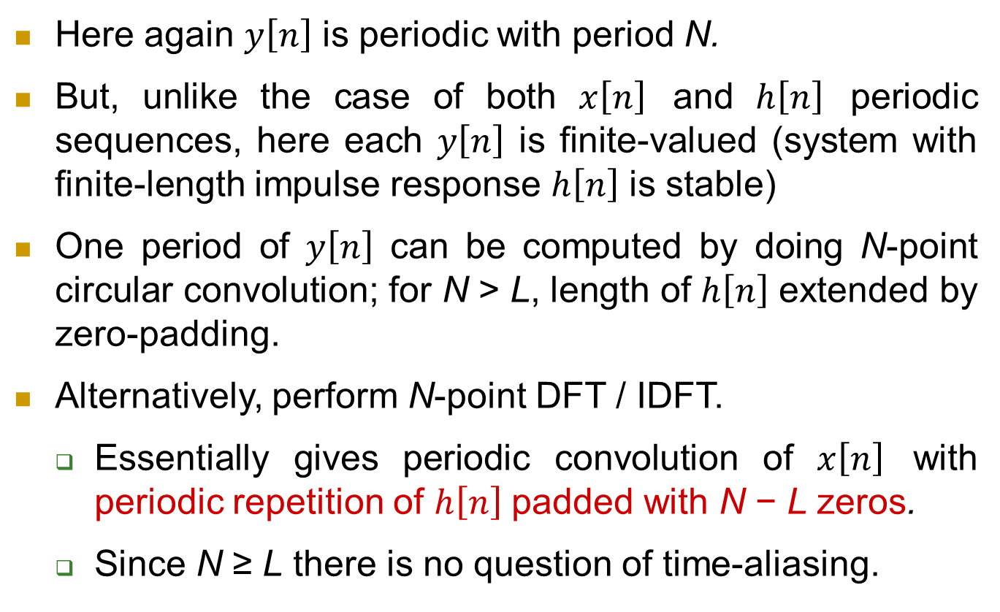 Here again y[n] is periodic with period N.
But, unlike the case of both x[n] and h[n] periodic
sequences, here each y[n] is finite-valued (system with
finite-length impulse response h[n] is stable)
One period of y[n] can be computed by doing N-point
circular convolution; for N > L, length of h[n] extended by
zero-padding.
Alternatively, perform N-point DFT / IDFT.
Essentially gives periodic convolution of x[n] with
periodic repetition of h[n] padded with N − L zeros.
Since N ≥ L there is no question of time-aliasing.